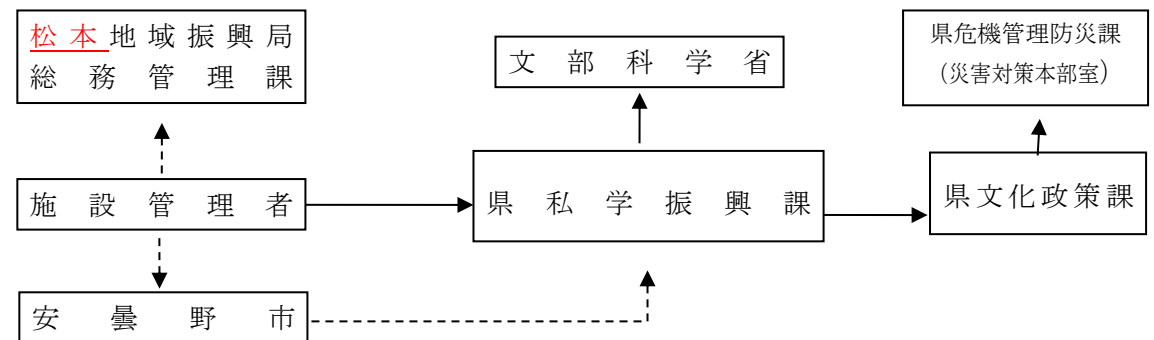 松本地域振興局
総務管理課
文部科学省
県危機管理防災課
(災害対策本部室)
施設管理者
県私学振興課
県文化政策課
安曇野市